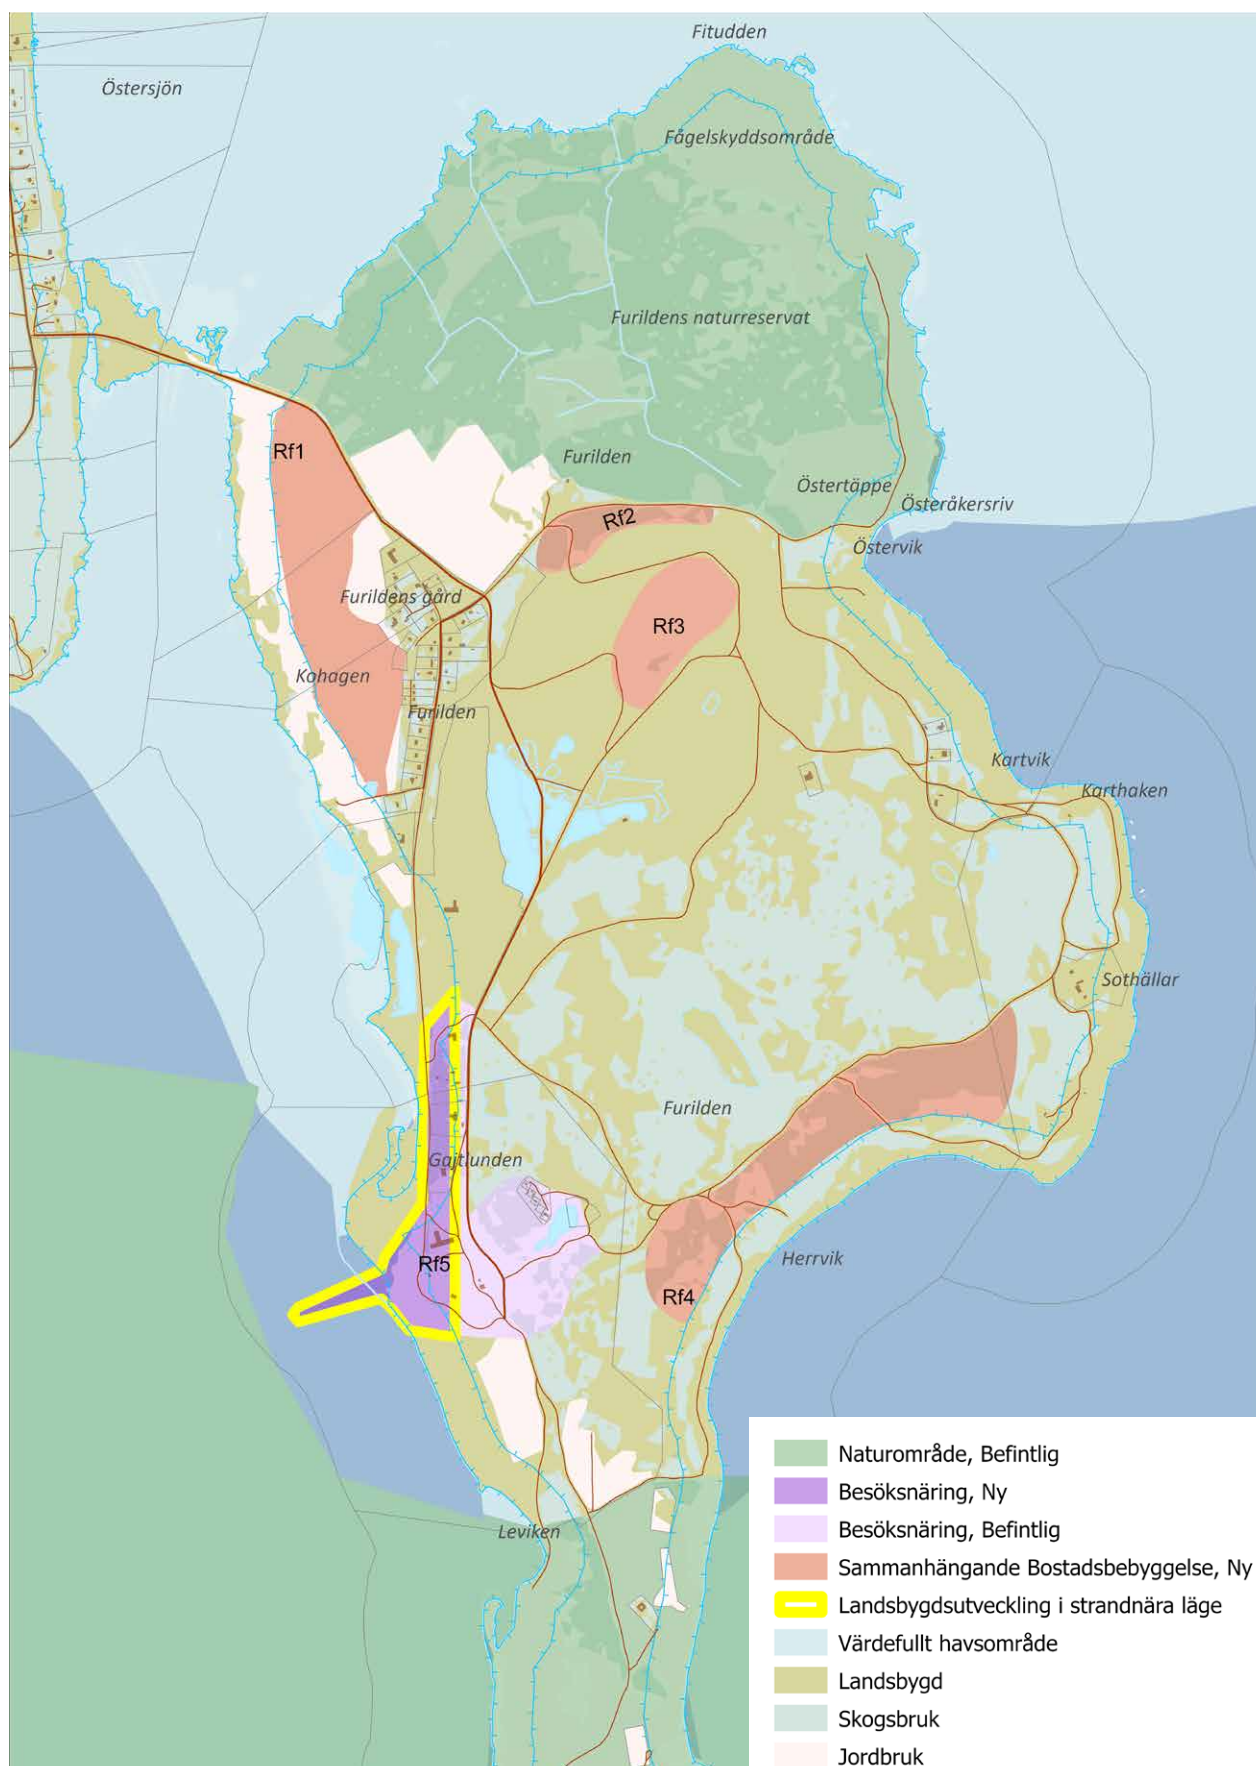 Fitudden
Östersjön
Fågelskyddsområde
Furildens naturreservat
Rf1
Furilden
Östertäppe
Österåkersriv
Rf2
Östervik
Furildens gård
Rf3
Kohagen
Furilden
Kartvik
Karthaken
Sothällar
Furilden
Gajtlunden
Herrvik
Rf5
Rf4
Leviken
Naturområde, Befintlig
Besöksnäring, Ny
Besöksnäring, Befintlig
Sammanhängande Bostadsbebyggelse, Ny
Landsbygdsutveckling i strandnära läge
Värdefullt havsområde
Landsbygd
Skogsbruk
Jordbruk